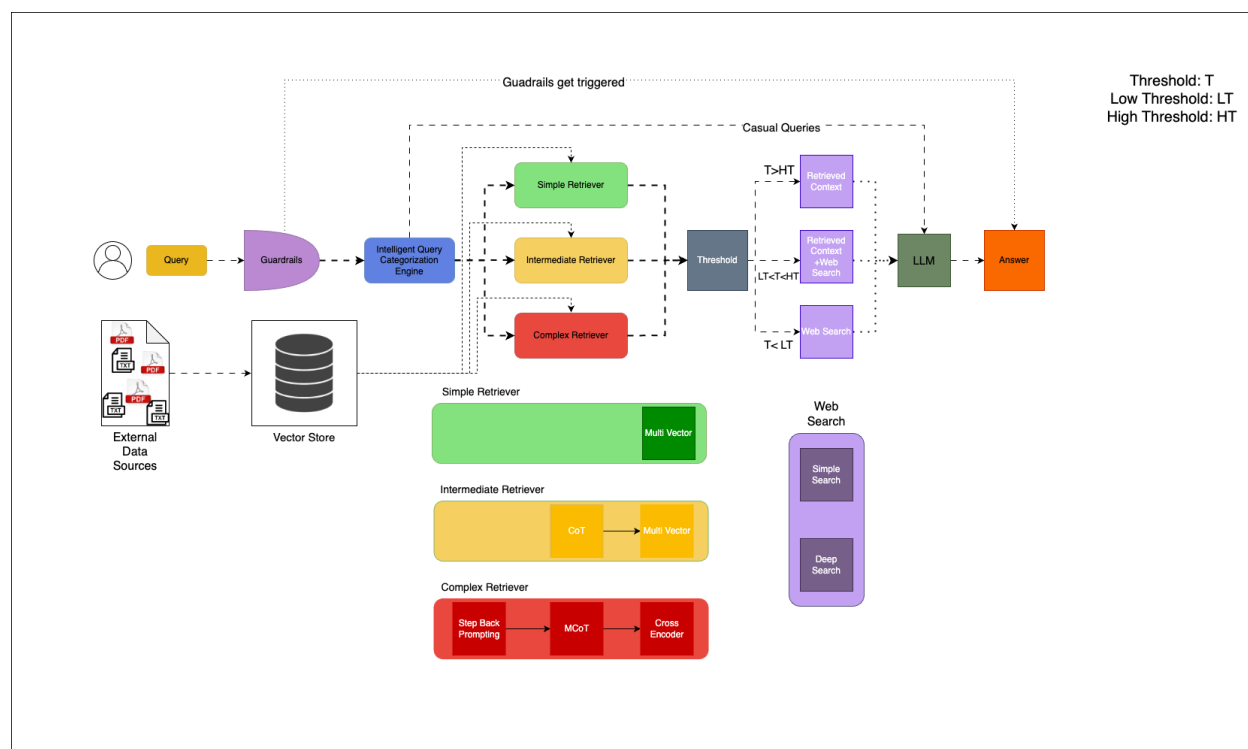 Guadrails get triggered
Threshold: T
Low Threshold: LT
High Threshold: HT
Casual Queries
Simple Retriever
T>HT
Retrieved
Context
Query
Guardrails
Intelligent Query
Categorization
Engine
Intermediate Retriever
Threshold
Retrieved
Context
+Web
Search
LT<T<HT
LLM
Answer
Complex Retriever
Web Search
T< LT
PDF
TXT
PDF
PDF
TXT
TXT
External
Data
Sources
Vector Store
Simple Retriever
Multi Vector
Intermediate Retriever
CoT
Multi Vector
Complex Retriever
Step Back
Prompting
MCoT
Cross
Encoder
Web
Search
Simple
Search
Deep
Search